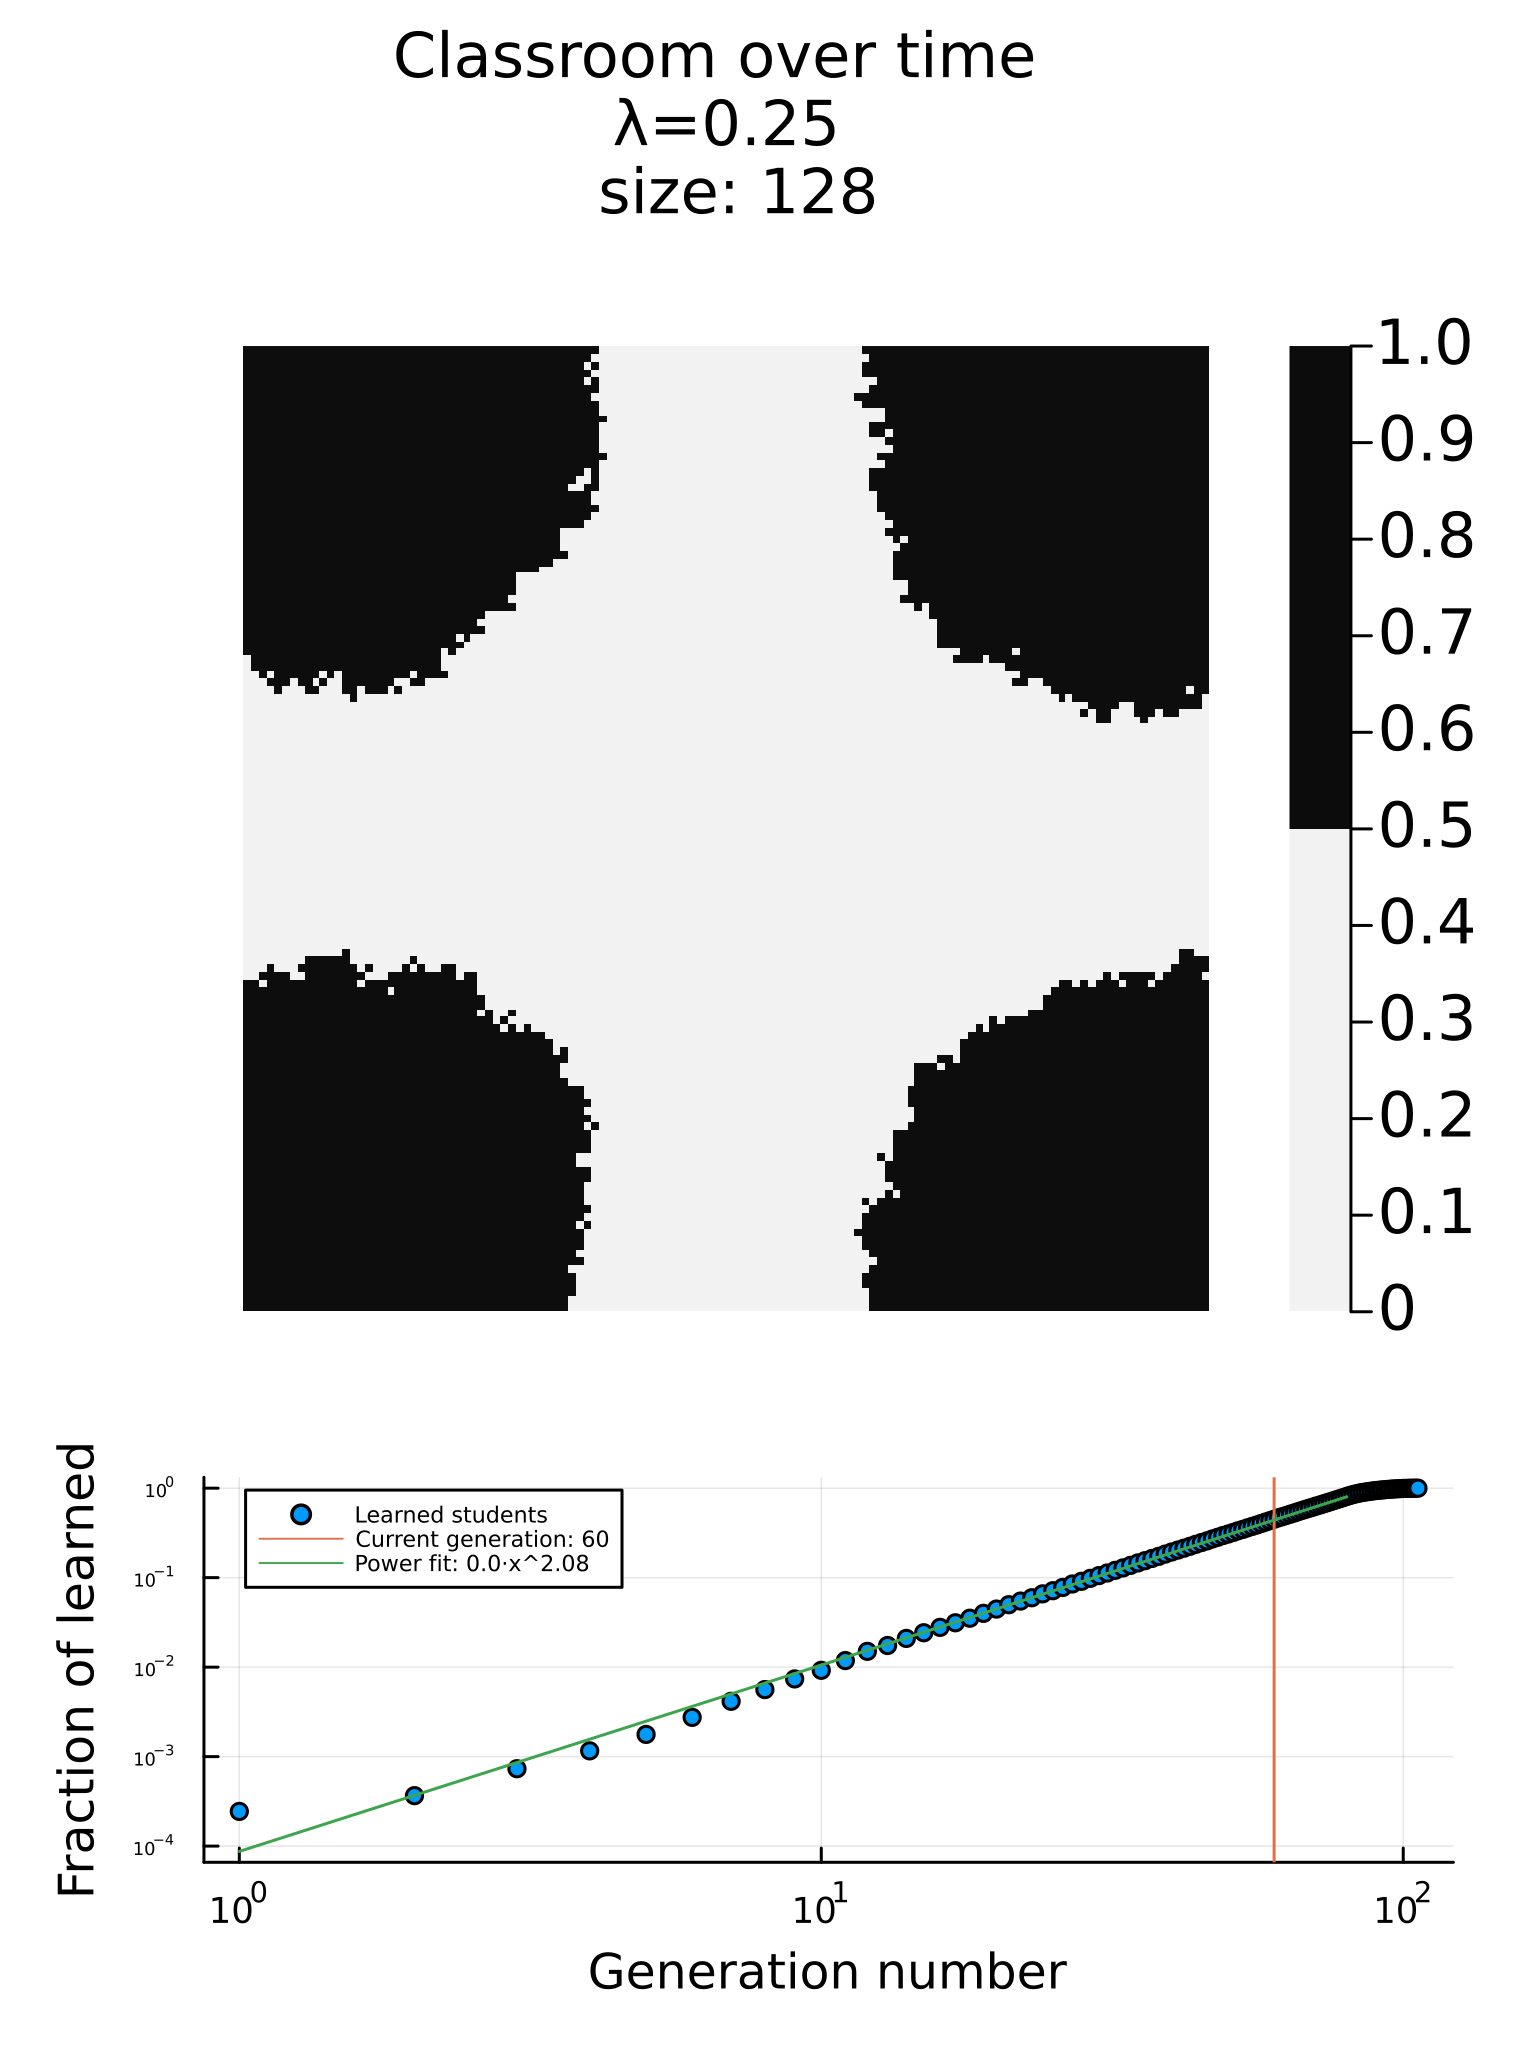 Classroom over time
λ=0.25
size: 128
1.0
0.9
0.8
0.7
0.6
0.5
0.4
0.3
0.2
0.1
0
Fraction of learned
10^0
10^-1
10^-2
10^-3
10^-4
Learned students
Current generation: 60
Power fit: 0.0·x^2.08
10^0 10^1 10^2
Generation number